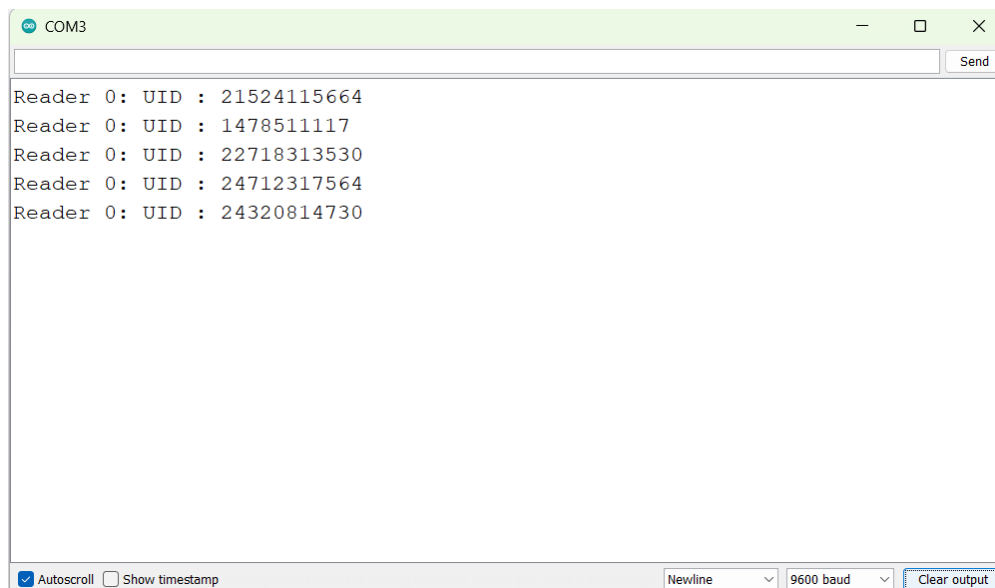 COM3
Send
Reader 0: UID : 21524115664
Reader 0: UID : 1478511117
Reader 0: UID : 22718313530
Reader 0: UID : 24712317564
Reader 0: UID : 24320814730
Autoscroll Show timestamp Newline 9600 baud Clear output